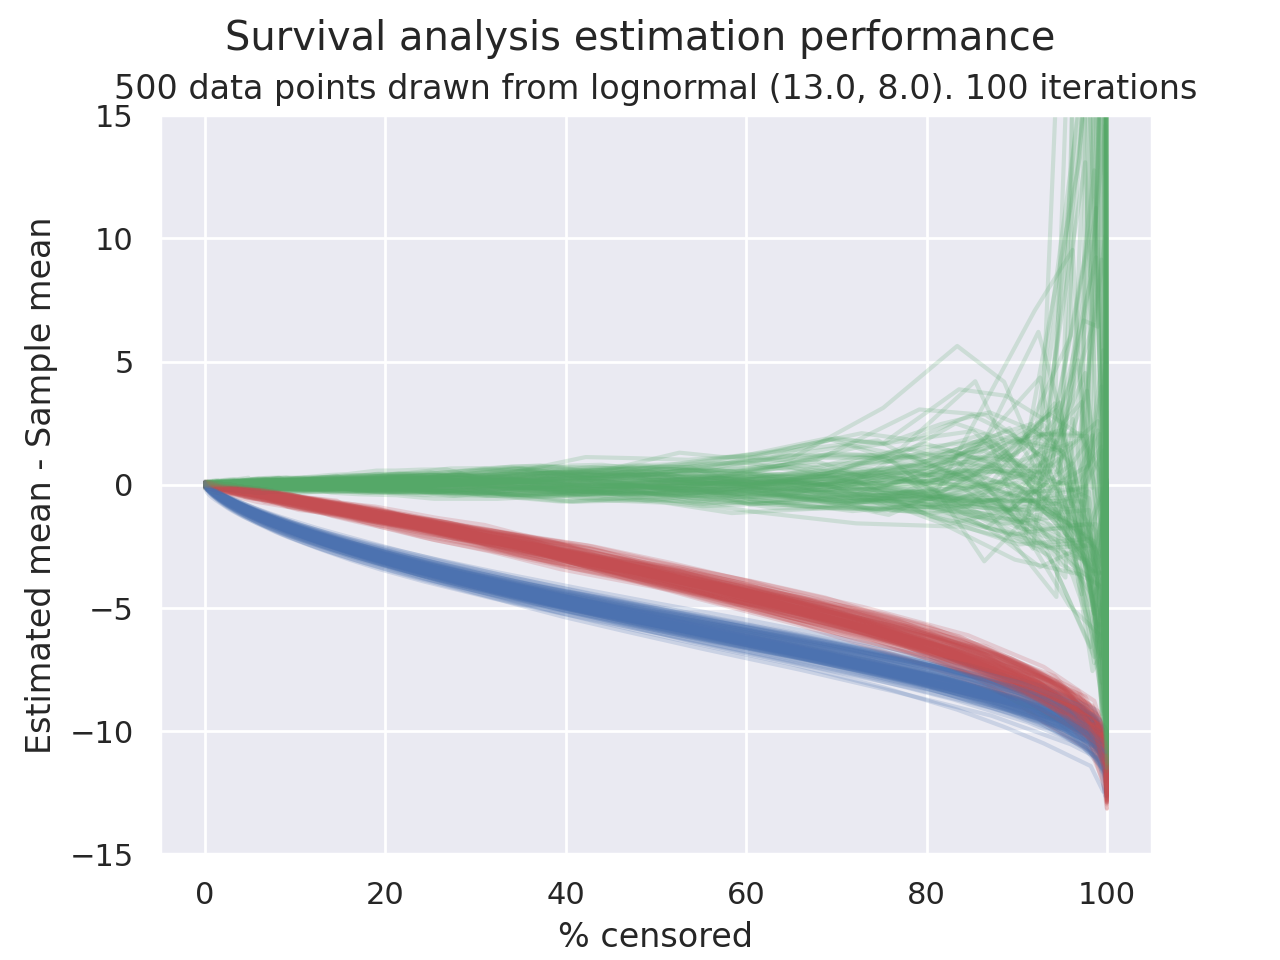 Survival analysis estimation performance
500 data points drawn from lognormal (13.0, 8.0). 100 iterations
15
10
5
0
−5
−10
−15
Estimated mean - Sample mean
0 20 40 60 80 100
% censored